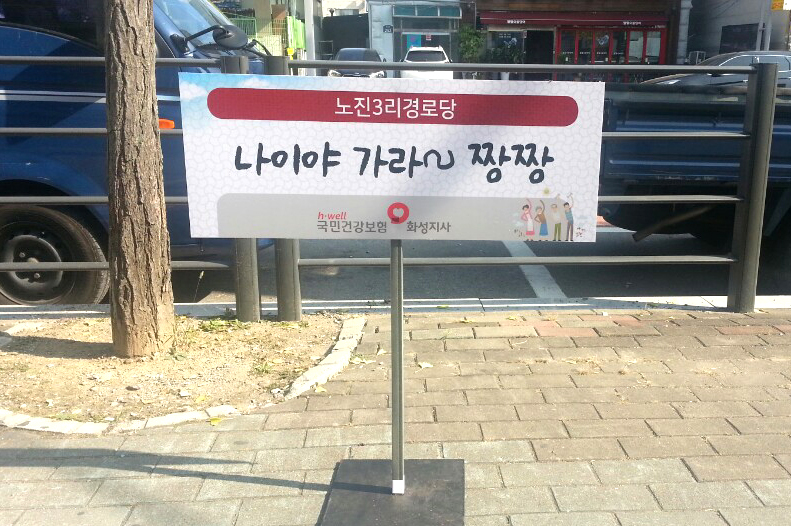 노진3리경로당
나이야 가라~ 짱짱
h·well
국민건강보험 화성지사